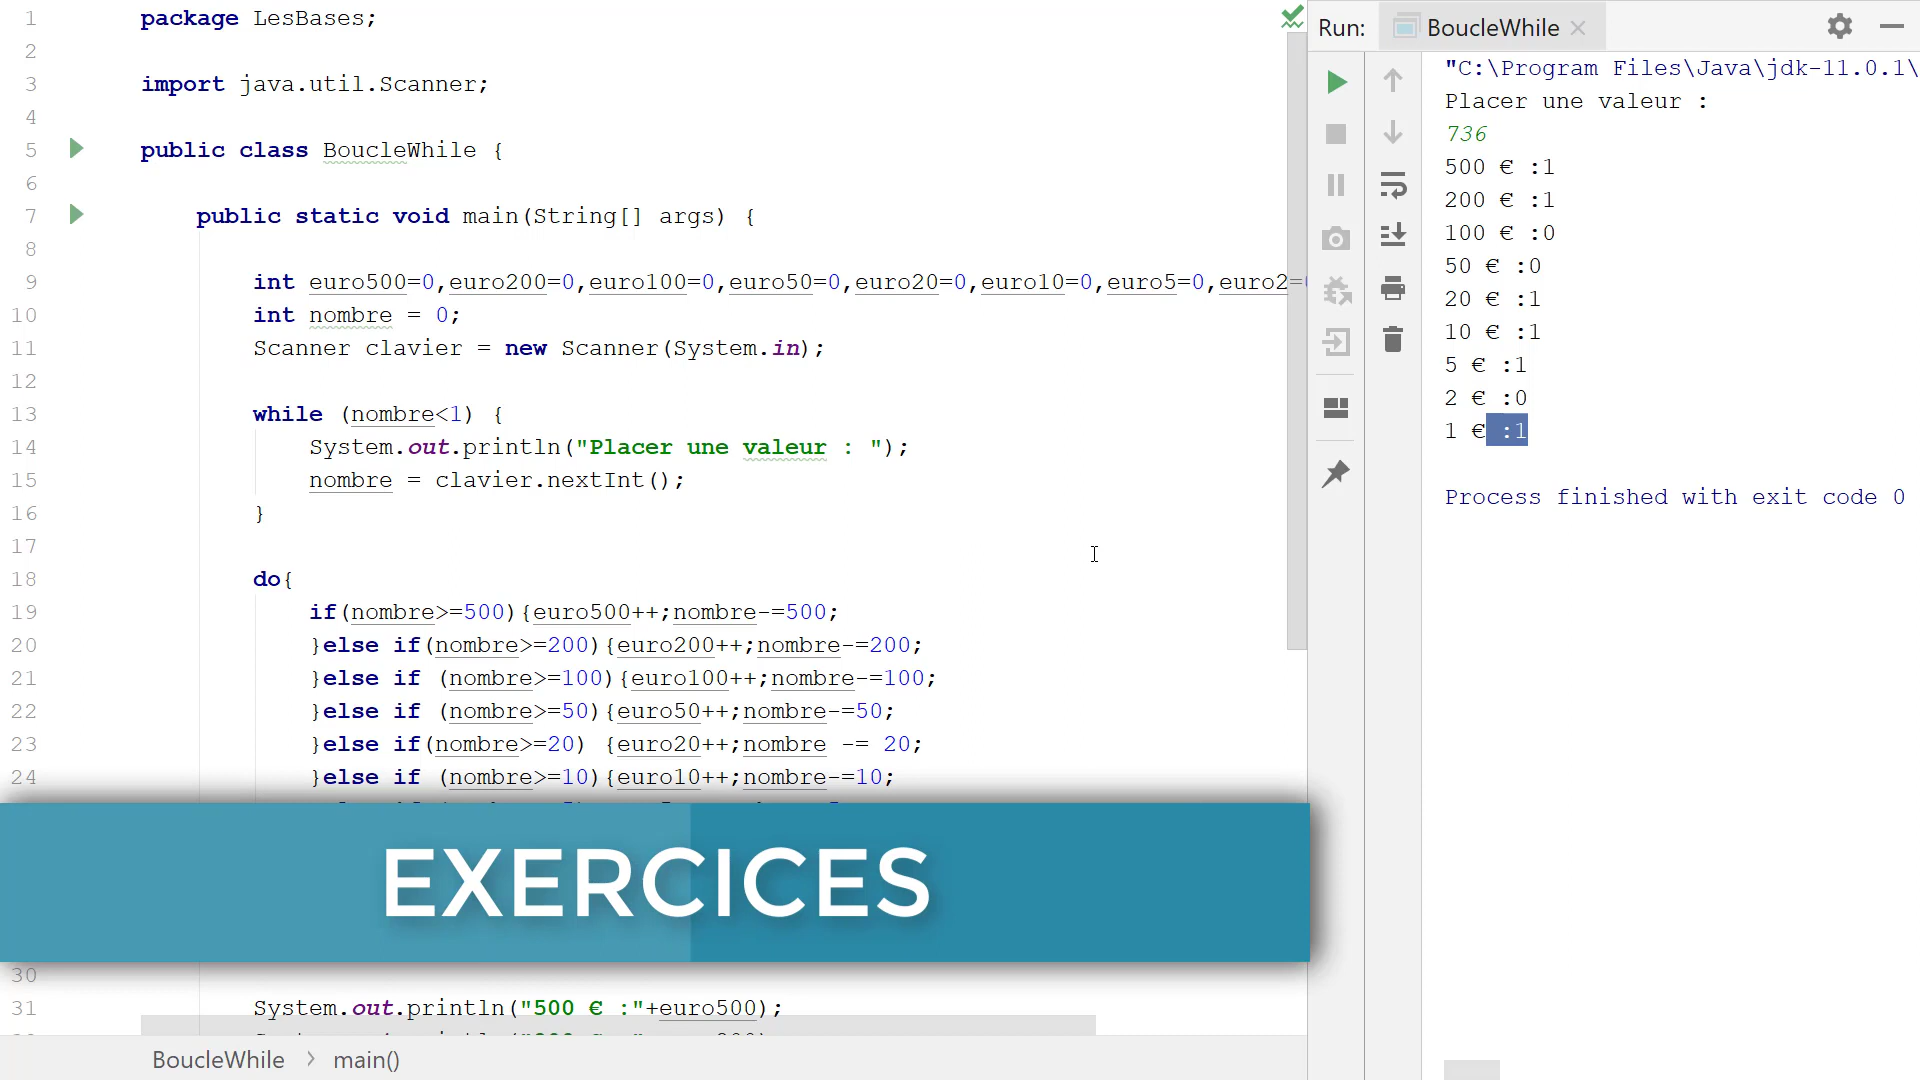 1 package LesBases;
2
3 import java.util.Scanner;
4
5 public class BoucleWhile {
6
7 public static void main(String[] args) {
8
9 int euro500=0,euro200=0,euro100=0,euro50=0,euro20=0,euro10=0,euro5=0,euro2=
10 int nombre = 0;
11 Scanner clavier = new Scanner(System.in);
12
13 while (nombre<1) {
14 System.out.println("Placer une valeur : ");
15 nombre = clavier.nextInt();
16 }
17
18 do{
19 if(nombre>=500){euro500++;nombre-=500;
20 }else if(nombre>=200){euro200++;nombre-=200;
21 }else if (nombre>=100){euro100++;nombre-=100;
22 }else if (nombre>=50){euro50++;nombre-=50;
23 }else if(nombre>=20) {euro20++;nombre -= 20;
24 }else if (nombre>=10){euro10++;nombre-=10;
EXERCICES
30
31 System.out.println("500 € :"+euro500);
BoucleWhile > main()
Run: BoucleWhile
"C:\Program Files\Java\jdk-11.0.1\
Placer une valeur :
736
500 € :1
200 € :1
100 € :0
50 € :0
20 € :1
10 € :1
5 € :1
2 € :0
1 € :1
Process finished with exit code 0